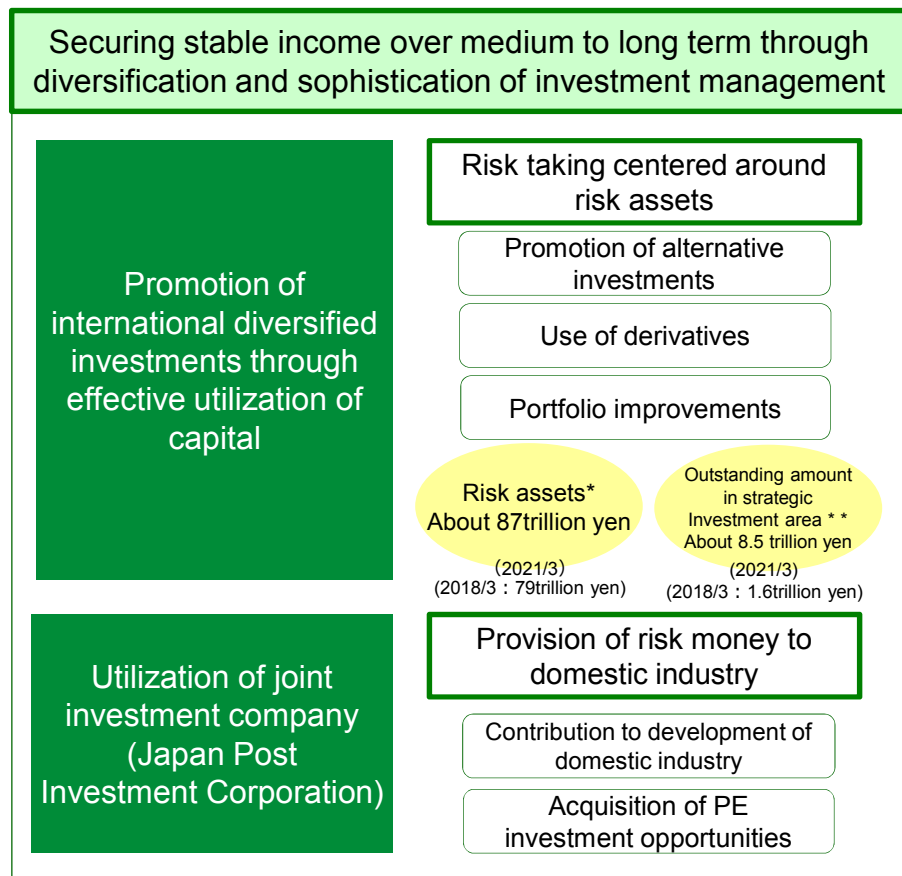 Securing stable income over medium to long term through
diversification and sophistication of investment management
Promotion of
international diversified
investments through
effective utilization of
capital
Risk taking centered around
risk assets
Promotion of alternative
investments
Use of derivatives
Portfolio improvements
Risk assets*
About 87trillion yen
(2021/3)
(2018/3：79trillion yen)
Outstanding amount
in strategic
Investment area * *
About 8.5 trillion yen
(2021/3)
(2018/3：1.6trillion yen)
Utilization of joint
investment company
(Japan Post
Investment Corporation)
Provision of risk money to
domestic industry
Contribution to development of
domestic industry
Acquisition of PE
investment opportunities